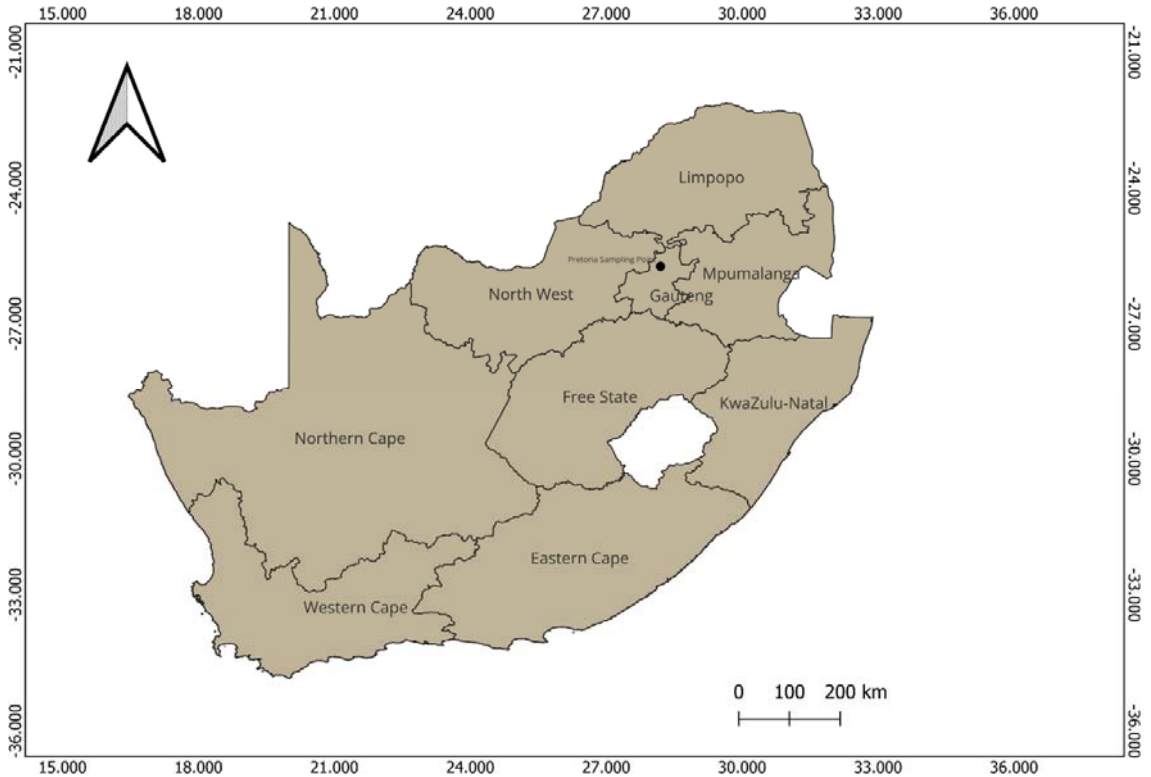 15.000 18.000 21.000 24.000 27.000 30.000 33.000 36.000
-21.000
-21.000
Limpopo
-24.000
-24.000
Pretoria Sampling Point
Mpumalanga
North West
Gauteng
-27.000
-27.000
Free State
KwaZulu-Natal
Northern Cape
-30.000
-30.000
Eastern Cape
-33.000
-33.000
Western Cape
0 100 200 km
-36.000
-36.000
15.000 18.000 21.000 24.000 27.000 30.000 33.000 36.000